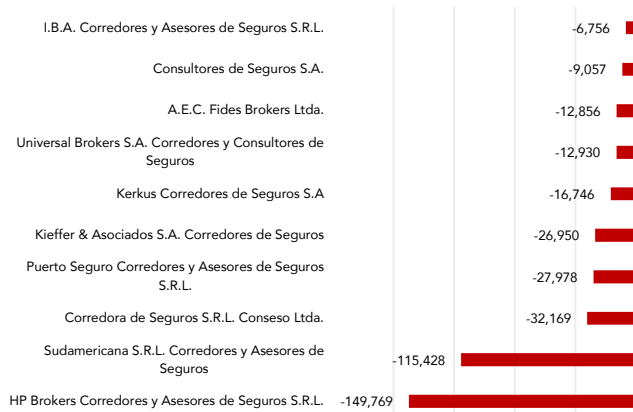 I.B.A. Corredores y Asesores de Seguros S.R.L. -6,756
Consultores de Seguros S.A. -9,057
A.E.C. Fides Brokers Ltda. -12,856
Universal Brokers S.A. Corredores y Consultores de
Seguros -12,930
Kerkus Corredores de Seguros S.A -16,746
Kieffer & Asociados S.A. Corredores de Seguros -26,950
Puerto Seguro Corredores y Asesores de Seguros
S.R.L. -27,978
Corredora de Seguros S.R.L. Conseso Ltda. -32,169
Sudamericana S.R.L. Corredores y Asesores de
Seguros -115,428
HP Brokers Corredores y Asesores de Seguros S.R.L. -149,769